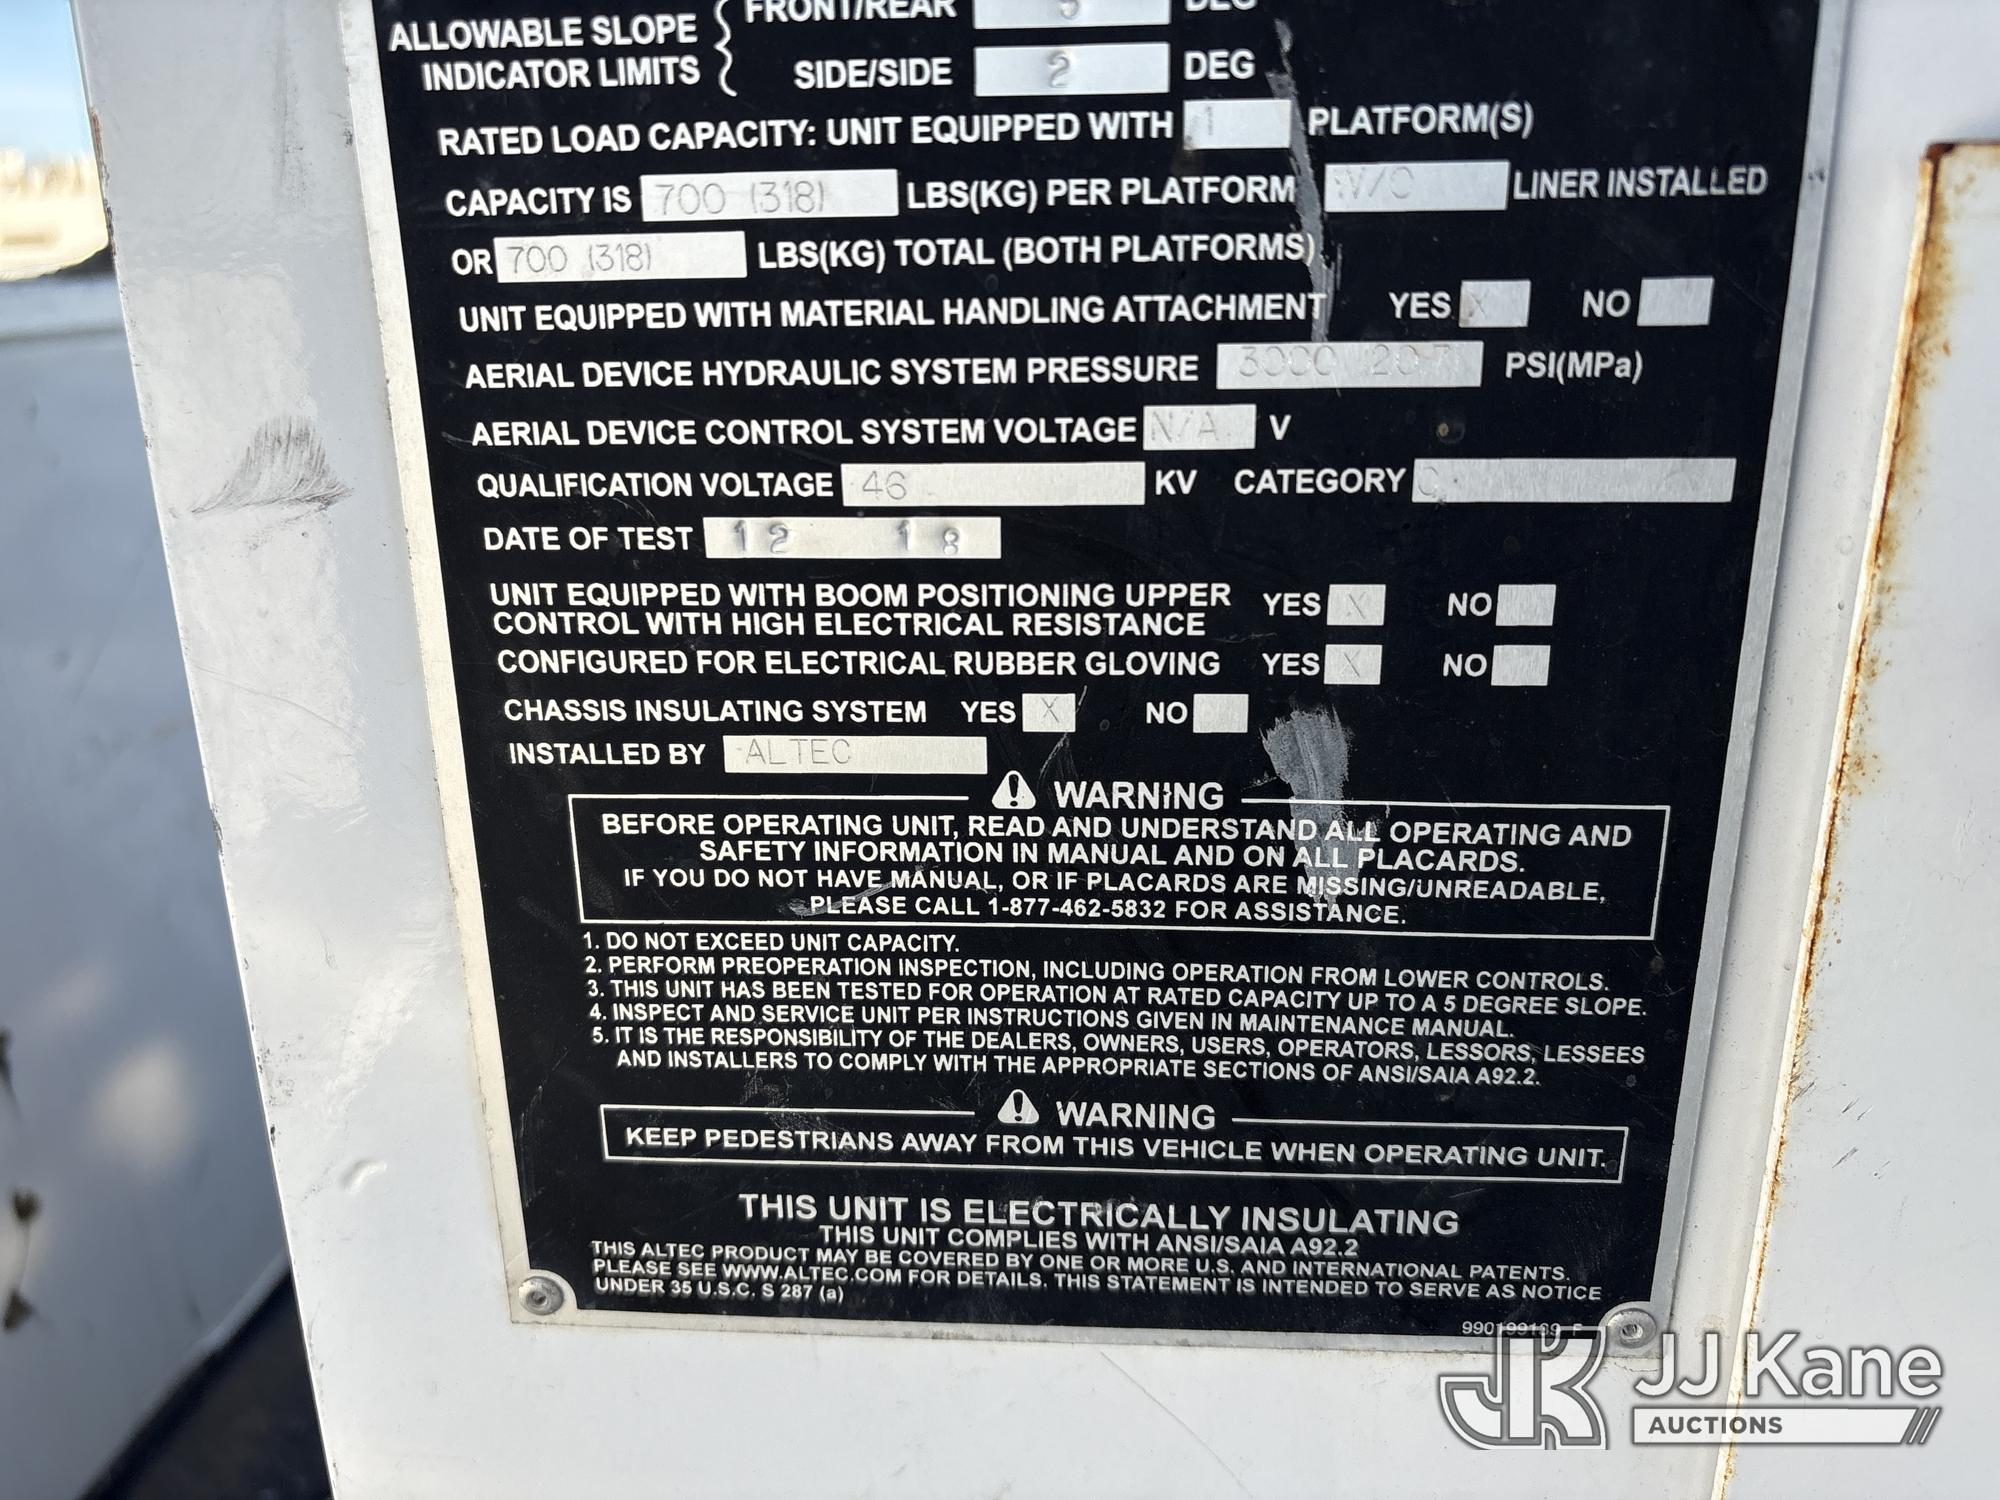 FRONT/REAR 5 DEG
ALLOWABLE SLOPE
INDICATOR LIMITS
SIDE/SIDE 2 DEG
RATED LOAD CAPACITY: UNIT EQUIPPED WITH 1 PLATFORM(S)
CAPACITY IS 700 (318) LBS(KG) PER PLATFORM W/O LINER INSTALLED
OR 700 (318) LBS(KG) TOTAL (BOTH PLATFORMS)
UNIT EQUIPPED WITH MATERIAL HANDLING ATTACHMENT YES X NO
AERIAL DEVICE HYDRAULIC SYSTEM PRESSURE 3000 (20.7) PSI(MPa)
AERIAL DEVICE CONTROL SYSTEM VOLTAGE N/A V
QUALIFICATION VOLTAGE 46 KV CATEGORY C
DATE OF TEST 12 18
UNIT EQUIPPED WITH BOOM POSITIONING UPPER YES X NO
CONTROL WITH HIGH ELECTRICAL RESISTANCE
CONFIGURED FOR ELECTRICAL RUBBER GLOVING YES X NO
CHASSIS INSULATING SYSTEM YES X NO
INSTALLED BY ALTEC
WARNING
BEFORE OPERATING UNIT, READ AND UNDERSTAND ALL OPERATING AND
SAFETY INFORMATION IN MANUAL AND ON ALL PLACARDS.
IF YOU DO NOT HAVE MANUAL, OR IF PLACARDS ARE MISSING/UNREADABLE,
PLEASE CALL 1-877-462-5832 FOR ASSISTANCE.
1. DO NOT EXCEED UNIT CAPACITY.
2. PERFORM PREOPERATION INSPECTION, INCLUDING OPERATION FROM LOWER CONTROLS.
3. THIS UNIT HAS BEEN TESTED FOR OPERATION AT RATED CAPACITY UP TO A 5 DEGREE SLOPE.
4. INSPECT AND SERVICE UNIT PER INSTRUCTIONS GIVEN IN MAINTENANCE MANUAL.
5. IT IS THE RESPONSIBILITY OF THE DEALERS, OWNERS, USERS, OPERATORS, LESSORS, LESSEES
AND INSTALLERS TO COMPLY WITH THE APPROPRIATE SECTIONS OF ANSI/SAIA A92.2.
WARNING
KEEP PEDESTRIANS AWAY FROM THIS VEHICLE WHEN OPERATING UNIT.
THIS UNIT IS ELECTRICALLY INSULATING
THIS UNIT COMPLIES WITH ANSI/SAIA A92.2
THIS ALTEC PRODUCT MAY BE COVERED BY ONE OR MORE U.S. AND INTERNATIONAL PATENTS.
PLEASE SEE WWW.ALTEC.COM FOR DETAILS. THIS STATEMENT IS INTENDED TO SERVE AS NOTICE
UNDER 35 U.S.C. S 287 (a)
990199189 F
JK JJ Kane
AUCTIONS